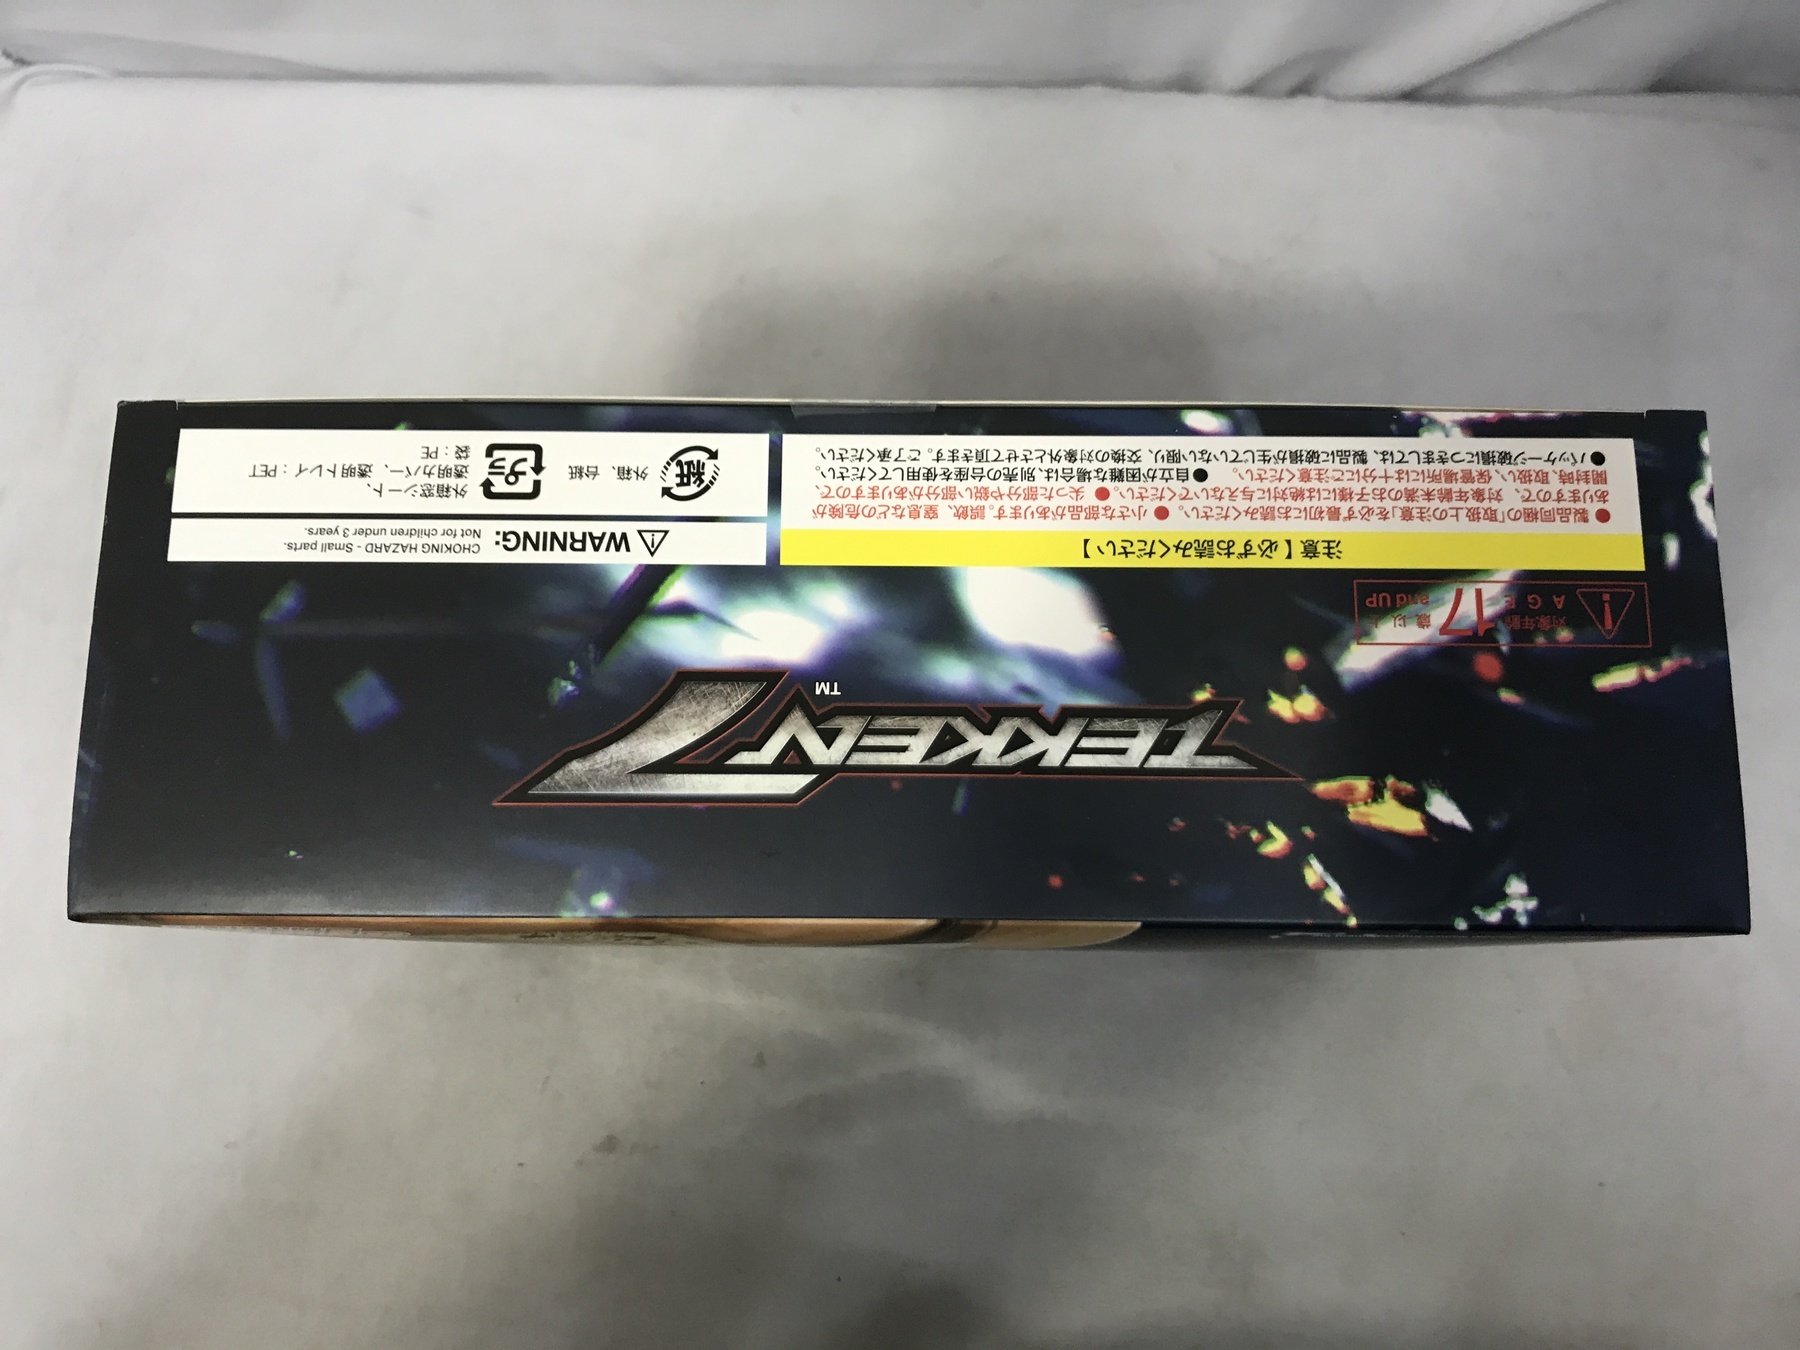 TEKKEN 7
TM
対象年齢 17 歳以上
AGE and UP
注意【必ずお読みください】
●製品同梱の「取扱上の注意」を必ず最初にお読みください。 ●小さな部品があります。誤飲、窒息などの危険が
ありますので、対象年齢未満のお子様には絶対に与えないでください。 ●尖った部分や鋭い部分がありますので、
開封時、取扱い、保管場所には十分にご注意ください。 ●自立が困難な場合は、別売の台座を使用してください。
●パッケージ破損につきましては、製品に破損が生じていない限り、交換の対象外とさせて頂きます。ご了承ください。
WARNING:
CHOKING HAZARD - Small parts.
Not for children under 3 years.
紙
外箱、台紙
プラ
外箱窓シート、
透明カバー、透明トレイ：PET
袋：PE